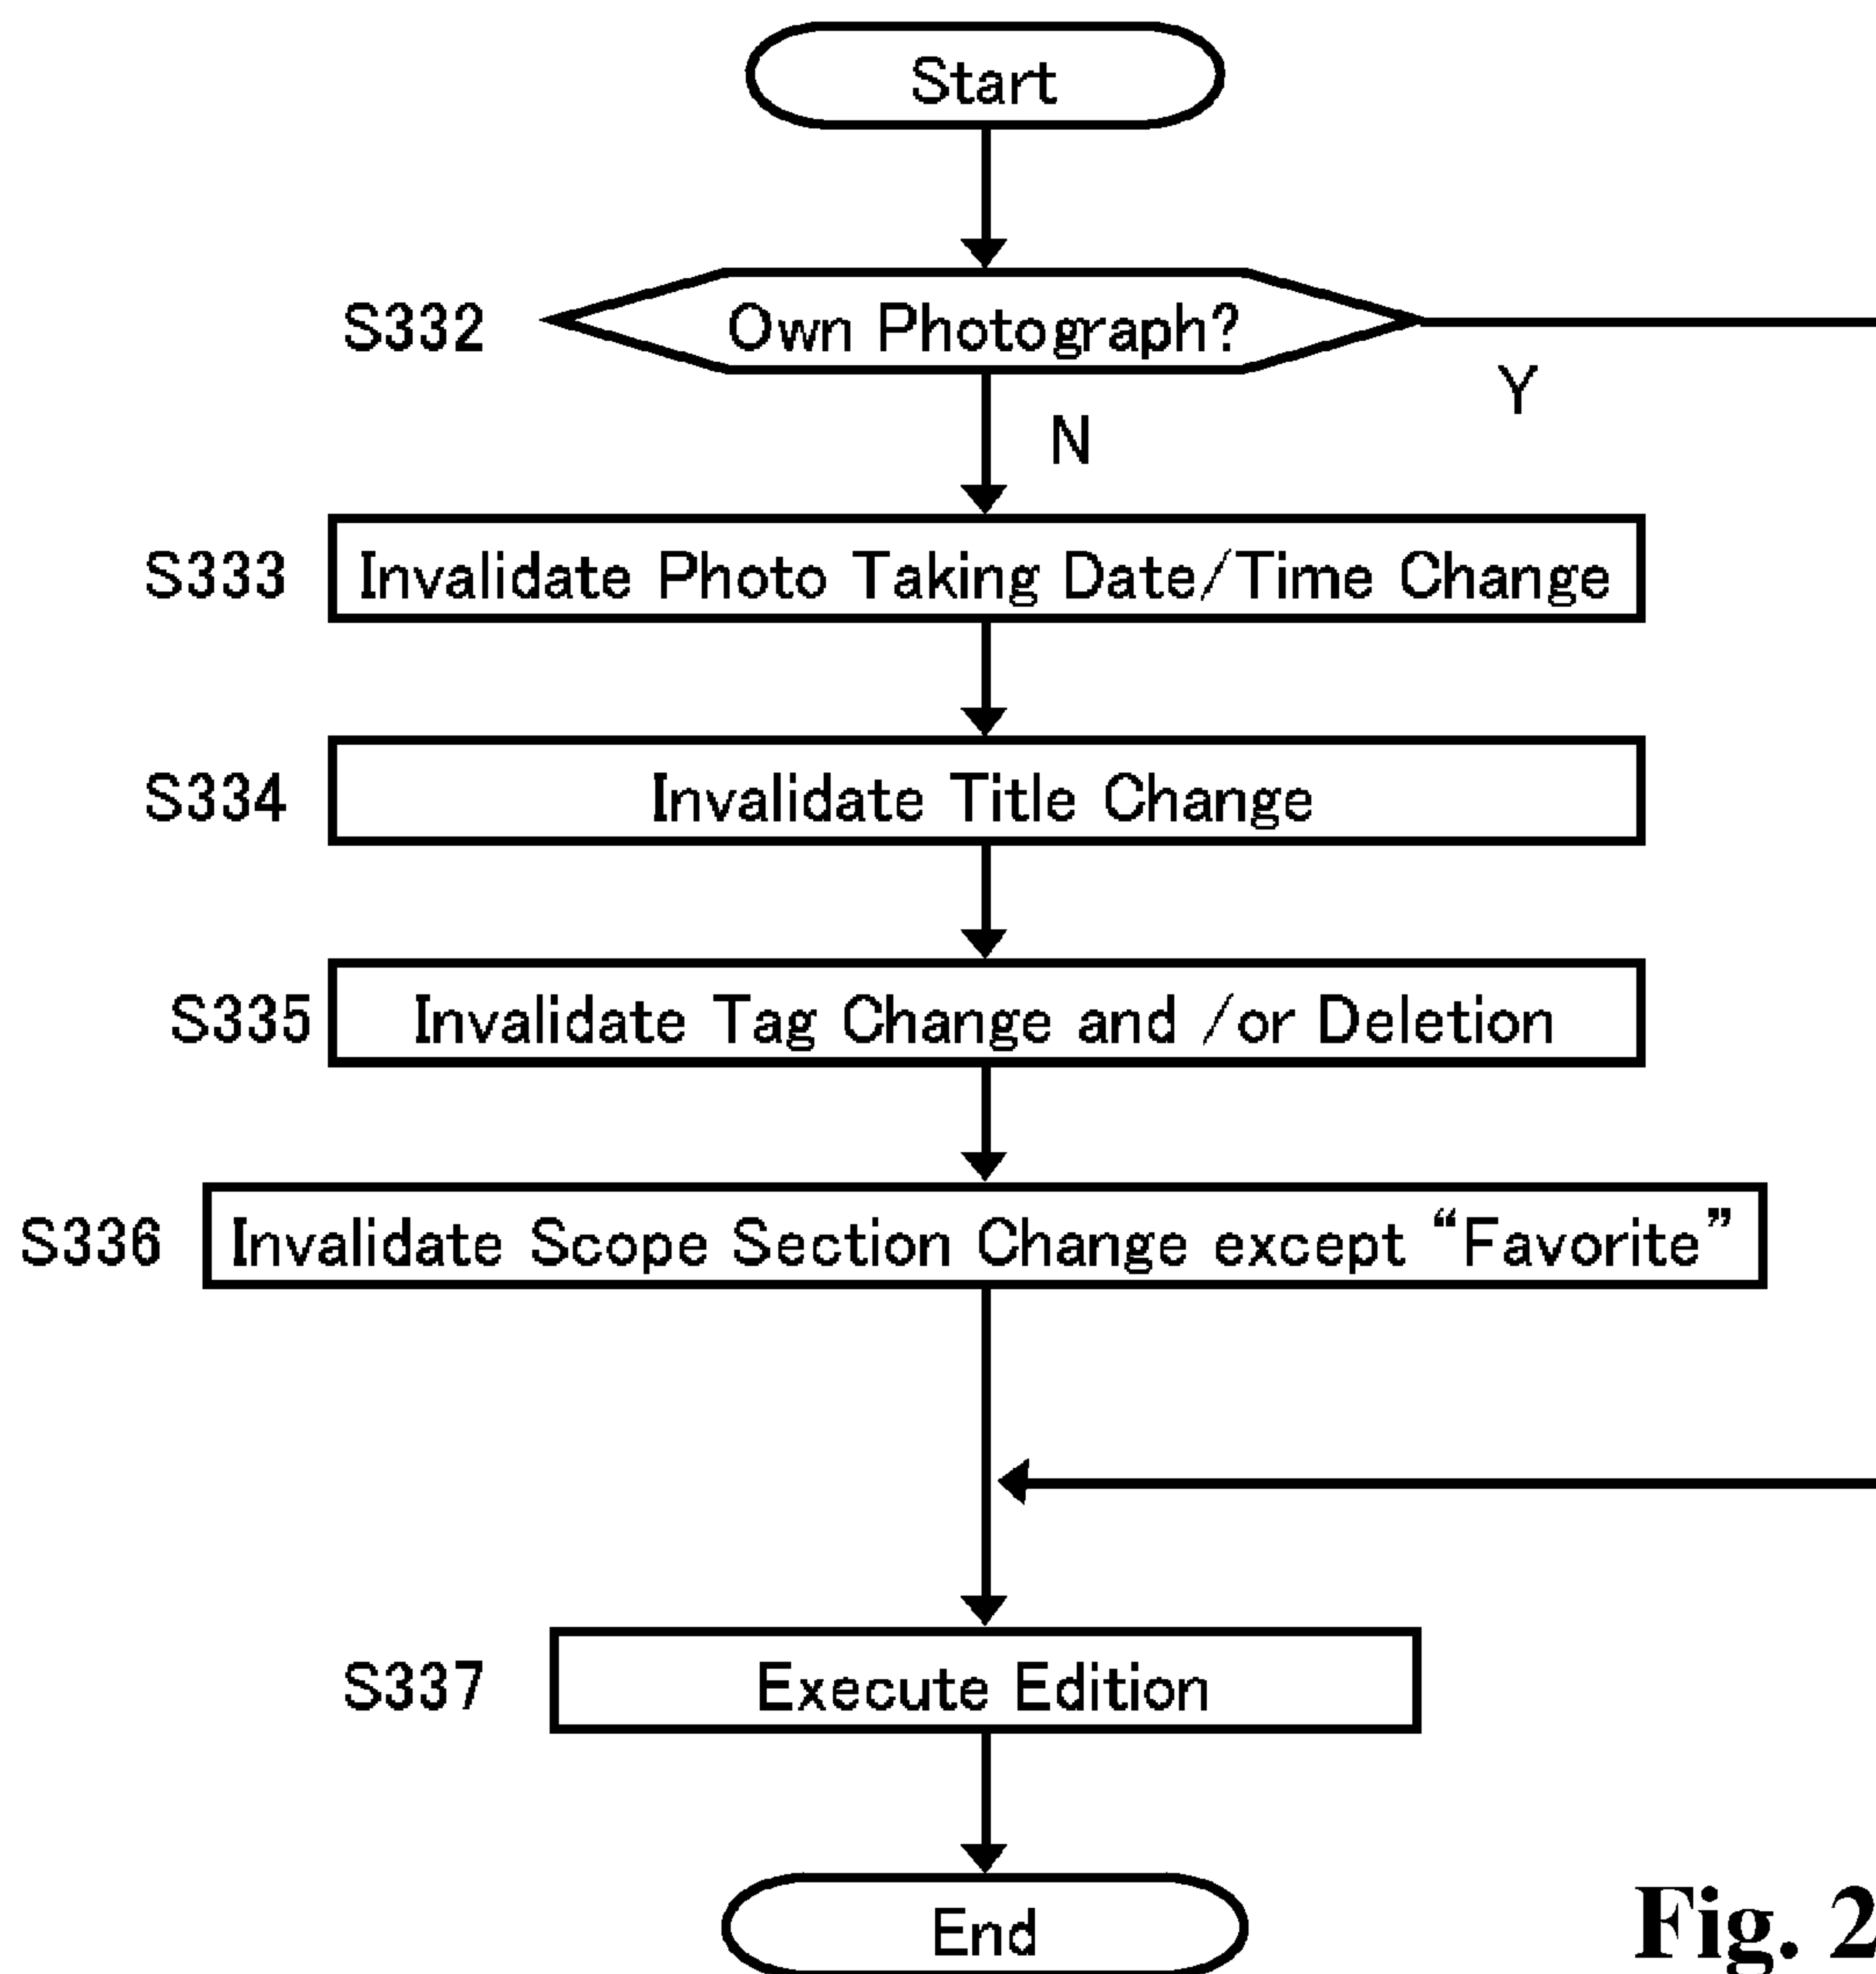 Start
S332 Own Photograph?
Y
N
S333 Invalidate Photo Taking Date/Time Change
S334 Invalidate Title Change
S335 Invalidate Tag Change and /or Deletion
S336 Invalidate Scope Section Change except “Favorite”
S337 Execute Edition
End
Fig. 2